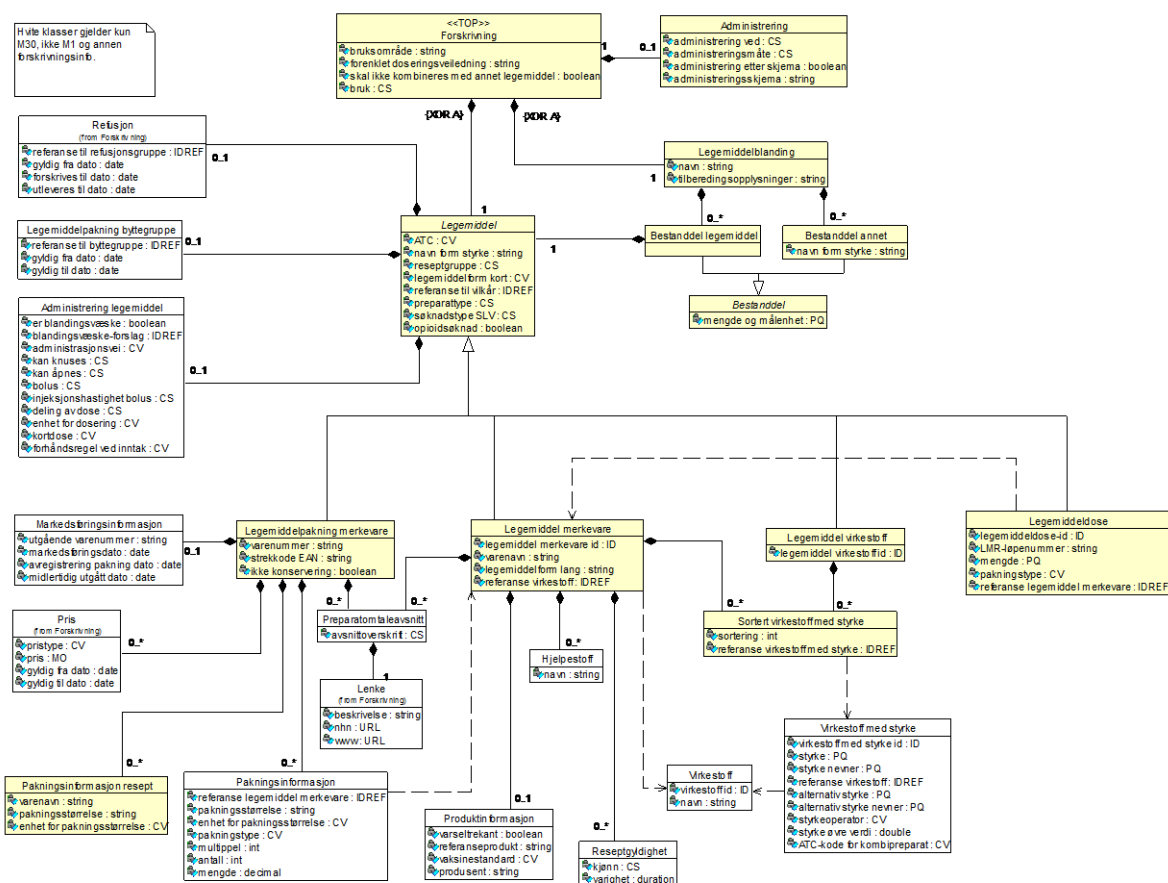 Hvite klasser gjelder kun
M30, ikke M1 og annen
forskrivningsinfo.
<<TOP>>
Forskrivning
bruksområde : string
forenklet doseringsveiledning : string
skal ikke kombineres med annet legemiddel : boolean
bruk : CS
1
0..1
Administrering
administrering ved : CS
administreringsmåte : CS
administrering etter skjema : boolean
administreringsskjema : string
{XOR A}
{XOR A}
Refusjon
(from Forskrivning)
referanse til refusjonsgruppe : IDREF
gyldig fra dato : date
forskrives til dato : date
utleveres til dato : date
0..1
Legemiddelblanding
navn : string
tilberedingsopplysninger : string
1
Legemiddelpakning byttegruppe
referanse til byttegruppe : IDREF
gyldig fra dato : date
gyldig til dato : date
0..1
1
Legemiddel
ATC : CV
navn form styrke : string
reseptgruppe : CS
legemiddelform kort : CV
referanse til vilkår : IDREF
preparattype : CS
søknadstype SLV : CS
opioidsøknad : boolean
1
0..*
0..*
Bestanddel legemiddel
Bestanddel annet
navn form styrke : string
Bestanddel
mengde og målenhet : PQ
Administrering legemiddel
er blandingsvæske : boolean
blandingsvæske-forslag : IDREF
administrasjonsvei : CV
kan knuses : CS
kan åpnes : CS
bolus : CS
injeksjonshastighet bolus : CS
deling av dose : CS
enhet for dosering : CV
kortdose : CV
forhåndsregel ved inntak : CV
0..1
Markedsføringsinformasjon
utgående varenummer : string
markedsføringsdato : date
avregistrering pakning dato : date
midlertidig utgått dato : date
0..1
Legemiddelpakning merkevare
varenummer : string
strekkode EAN : string
ikke konservering : boolean
Legemiddel merkevare
legemiddel merkevare id : ID
varenavn : string
legemiddelform lang : string
referanse virkestoff : IDREF
Legemiddel virkestoff
legemiddel virkestoff id : ID
Legemiddeldose
legemiddeldose-id : ID
LMR-løpenummer : string
mengde : PQ
pakningstype : CV
referanse legemiddel merkevare : IDREF
0..*
0..*
0..*
0..*
Pris
(from Forskrivning)
pristype : CV
pris : MO
gyldig fra dato : date
gyldig til dato : date
0..*
Preparatomtaleavsnitt
avsnittoverskrift : CS
Sortert virkestoff med styrke
sortering : int
referanse virkestoff med styrke : IDREF
0..*
Hjelpestoff
navn : string
1
Lenke
(from Forskrivning)
beskrivelse : string
nhn : URL
www : URL
Virkestoff med styrke
virkestoff med styrke id : ID
styrke : PQ
styrke nevner : PQ
referanse virkestoff : IDREF
alternativ styrke : PQ
alternativ styrke nevner : PQ
styrkeoperator : CV
styrke øvre verdi : double
ATC-kode for kombipreparat : CV
0..*
0..*
Virkestoff
virkestoff id : ID
navn : string
Pakningsinformasjon resept
varenavn : string
pakningsstørrelse : string
enhet for pakningsstørrelse : CV
Pakningsinformasjon
referanse legemiddel merkevare : IDREF
pakningsstørrelse : string
enhet for pakningsstørrelse : CV
pakningstype : CV
multippel : int
antall : int
mengde : decimal
0..1
Produktinformasjon
varseltrekant : boolean
referanseprodukt : string
vaksinestandard : CV
produsent : string
0..*
Reseptgyldighet
kjønn : CS
varighet : duration